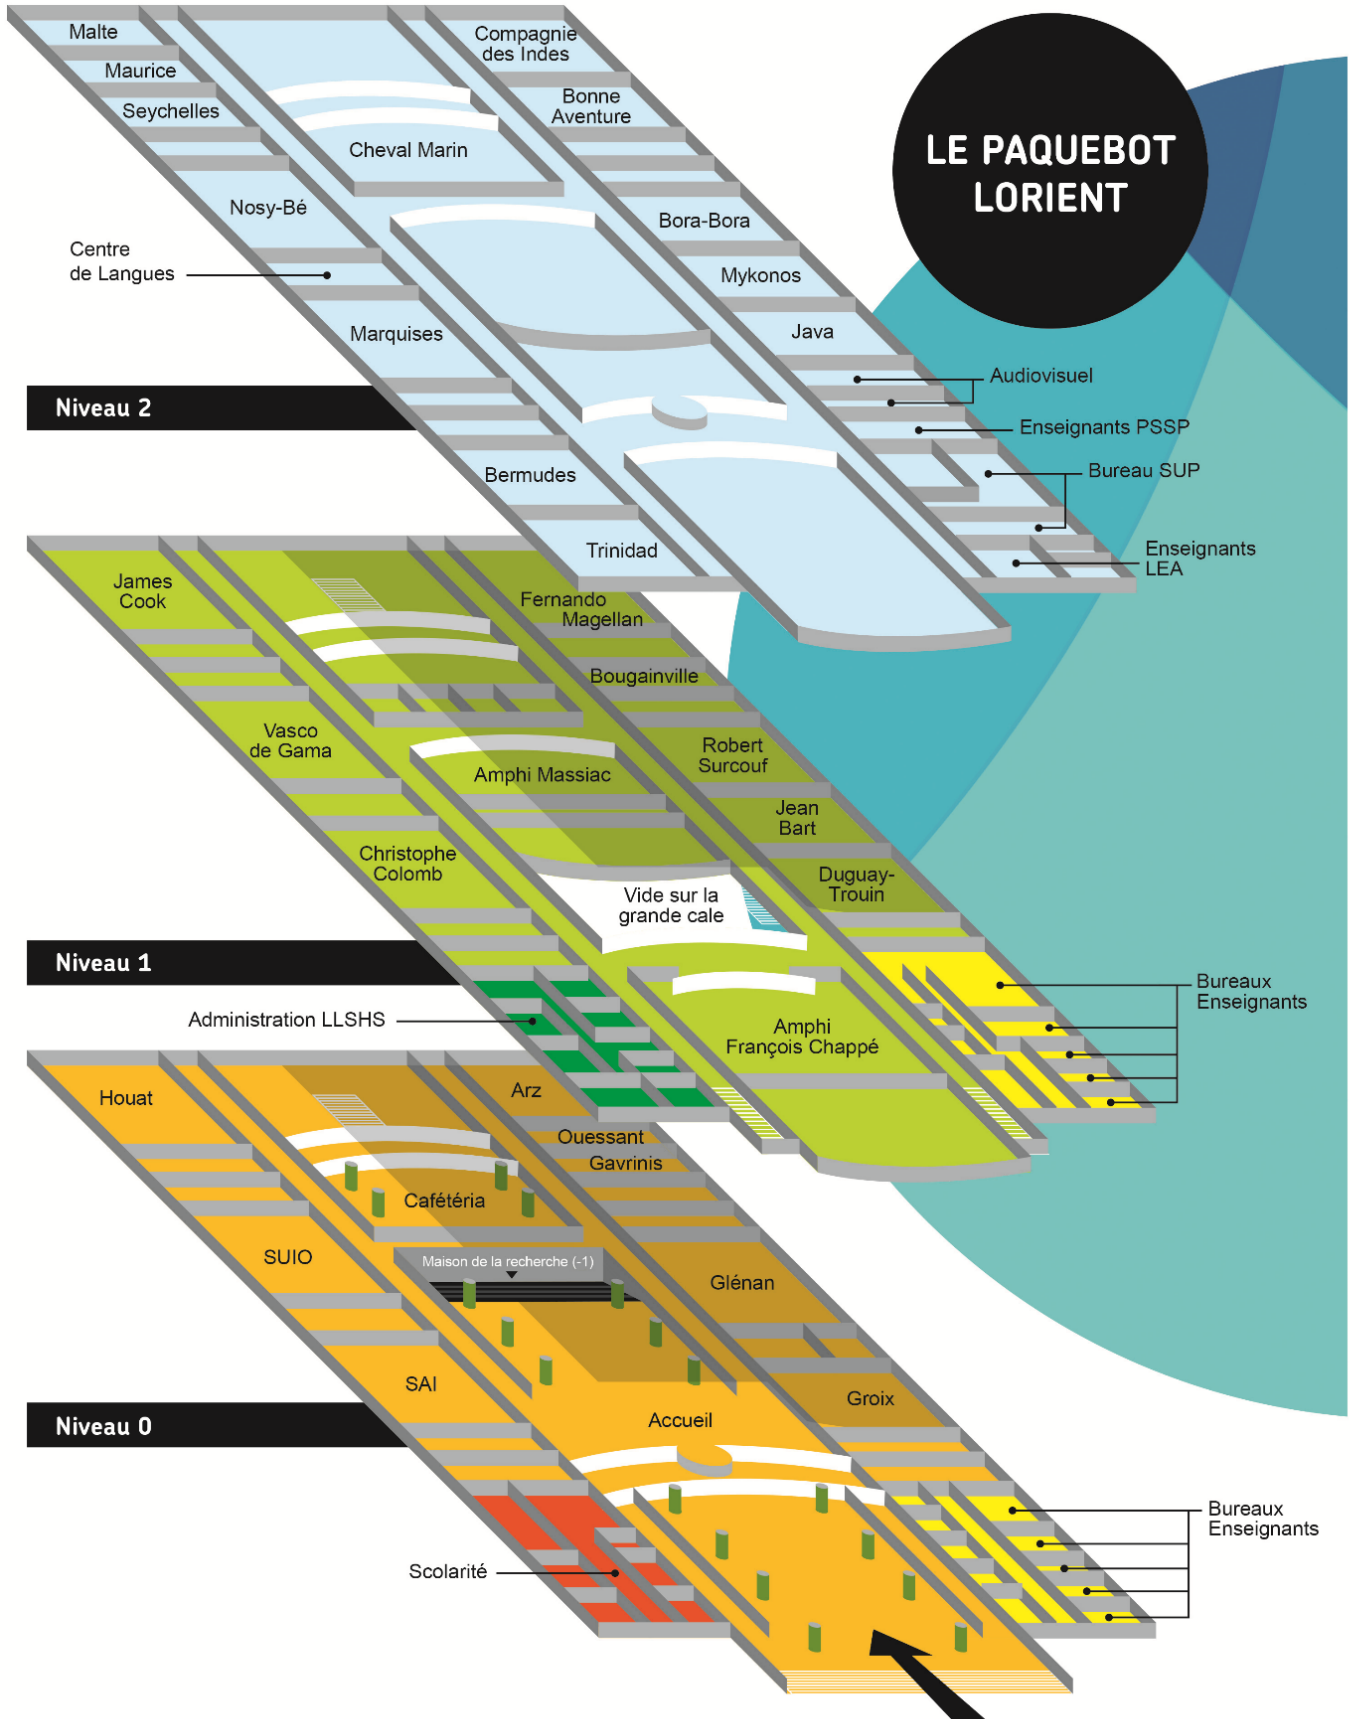 LE PAQUEBOT
LORIENT
Malte
Maurice
Seychelles
Nosy-Bé
Centre
de Langues
Marquises
Bermudes
Trinidad
Cheval Marin
Compagnie
des Indes
Bonne
Aventure
Bora-Bora
Mykonos
Java
Audiovisuel
Enseignants PSSP
Bureau SUP
Enseignants
LEA
Niveau 2
James
Cook
Vasco
de Gama
Christophe
Colomb
Administration LLSHS
Amphi Massiac
Vide sur la
grande cale
Amphi
François Chappé
Fernando
Magellan
Bougainville
Robert
Surcouf
Jean
Bart
Duguay-
Trouin
Bureaux
Enseignants
Niveau 1
Houat
SUIO
SAI
Scolarité
Cafétéria
Maison de la recherche (-1)
Accueil
Arz
Ouessant
Gavrinis
Glénan
Groix
Bureaux
Enseignants
Niveau 0